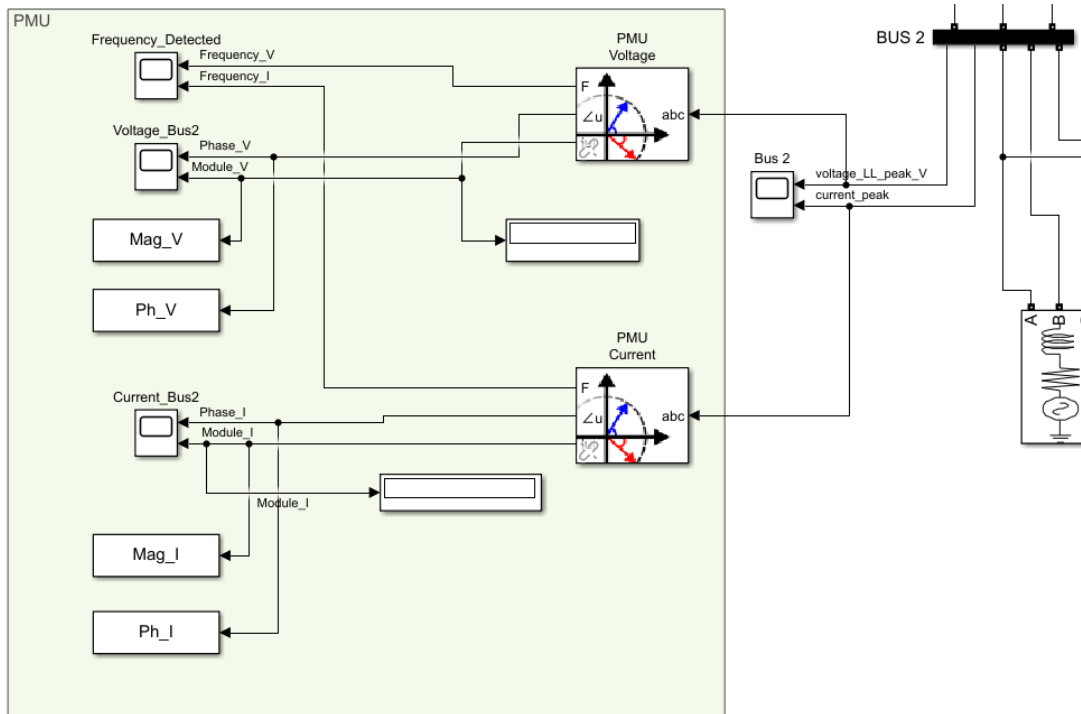 PMU
Frequency_Detected
Frequency_V
Frequency_I
PMU
Voltage
F
∠u
abc
BUS 2
Voltage_Bus2
Phase_V
Module_V
Bus 2
voltage_LL_peak_V
current_peak
Mag_V
Ph_V
A
B
PMU
Current
F
∠u
abc
Current_Bus2
Phase_I
Module_I
Module_I
Mag_I
Ph_I